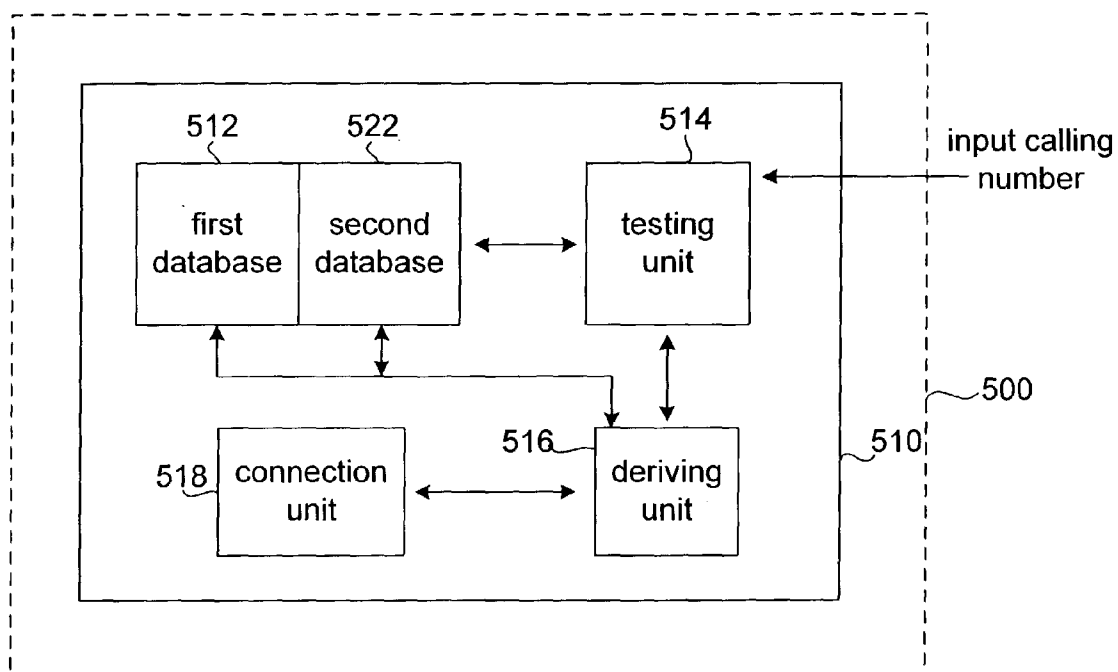 512
522
514
input calling
number
first
database
second
database
testing
unit
500
516
510
518
connection
unit
deriving
unit